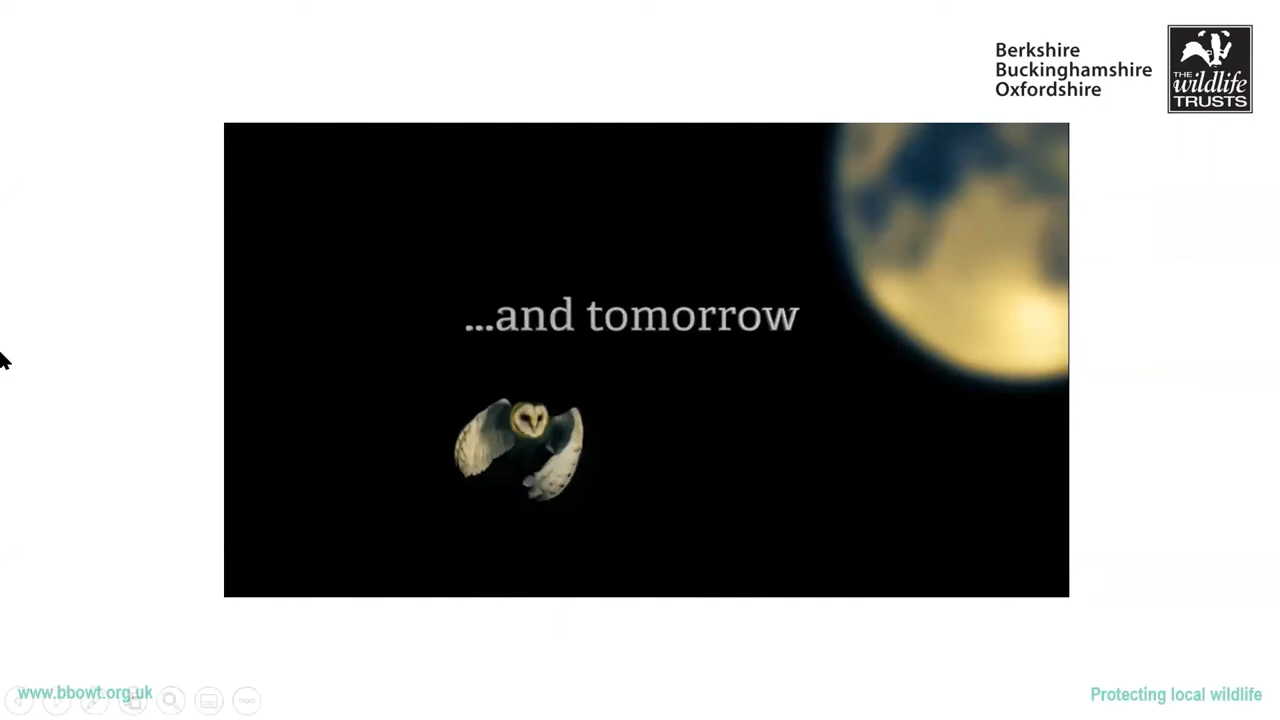 Berkshire
Buckinghamshire
Oxfordshire
THE
wildlife
TRUSTS
...and tomorrow
www.bbowt.org.uk
Protecting local wildlife